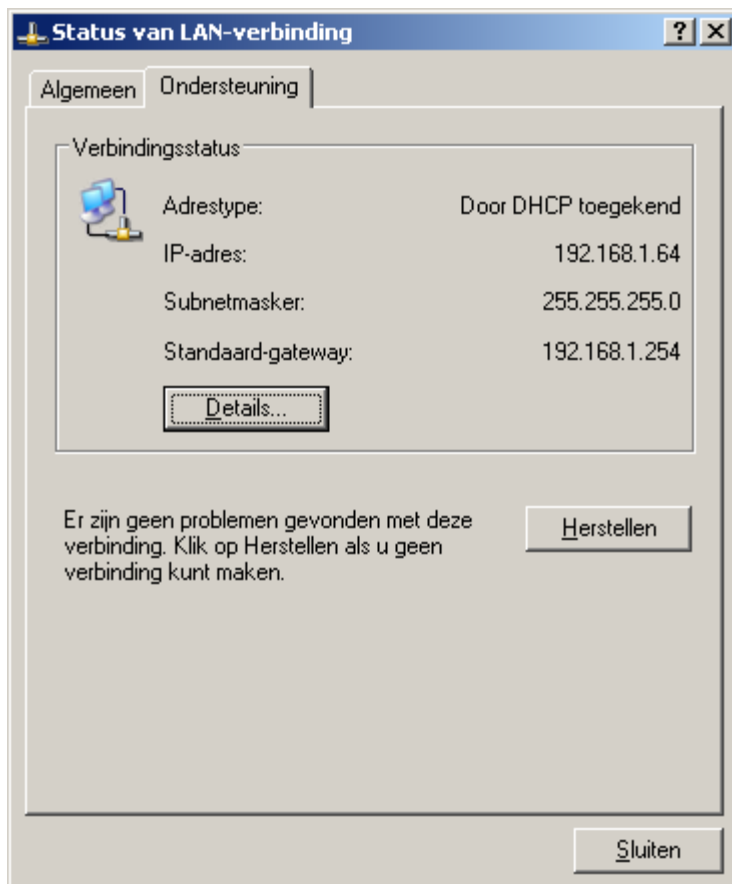 Status van LAN-verbinding
Algemeen
Ondersteuning
Verbindingsstatus
Adrestype: Door DHCP toegekend
IP-adres: 192.168.1.64
Subnetmasker: 255.255.255.0
Standaard-gateway: 192.168.1.254
Details...
Er zijn geen problemen gevonden met deze
verbinding. Klik op Herstellen als u geen
verbinding kunt maken.
Herstellen
Sluiten